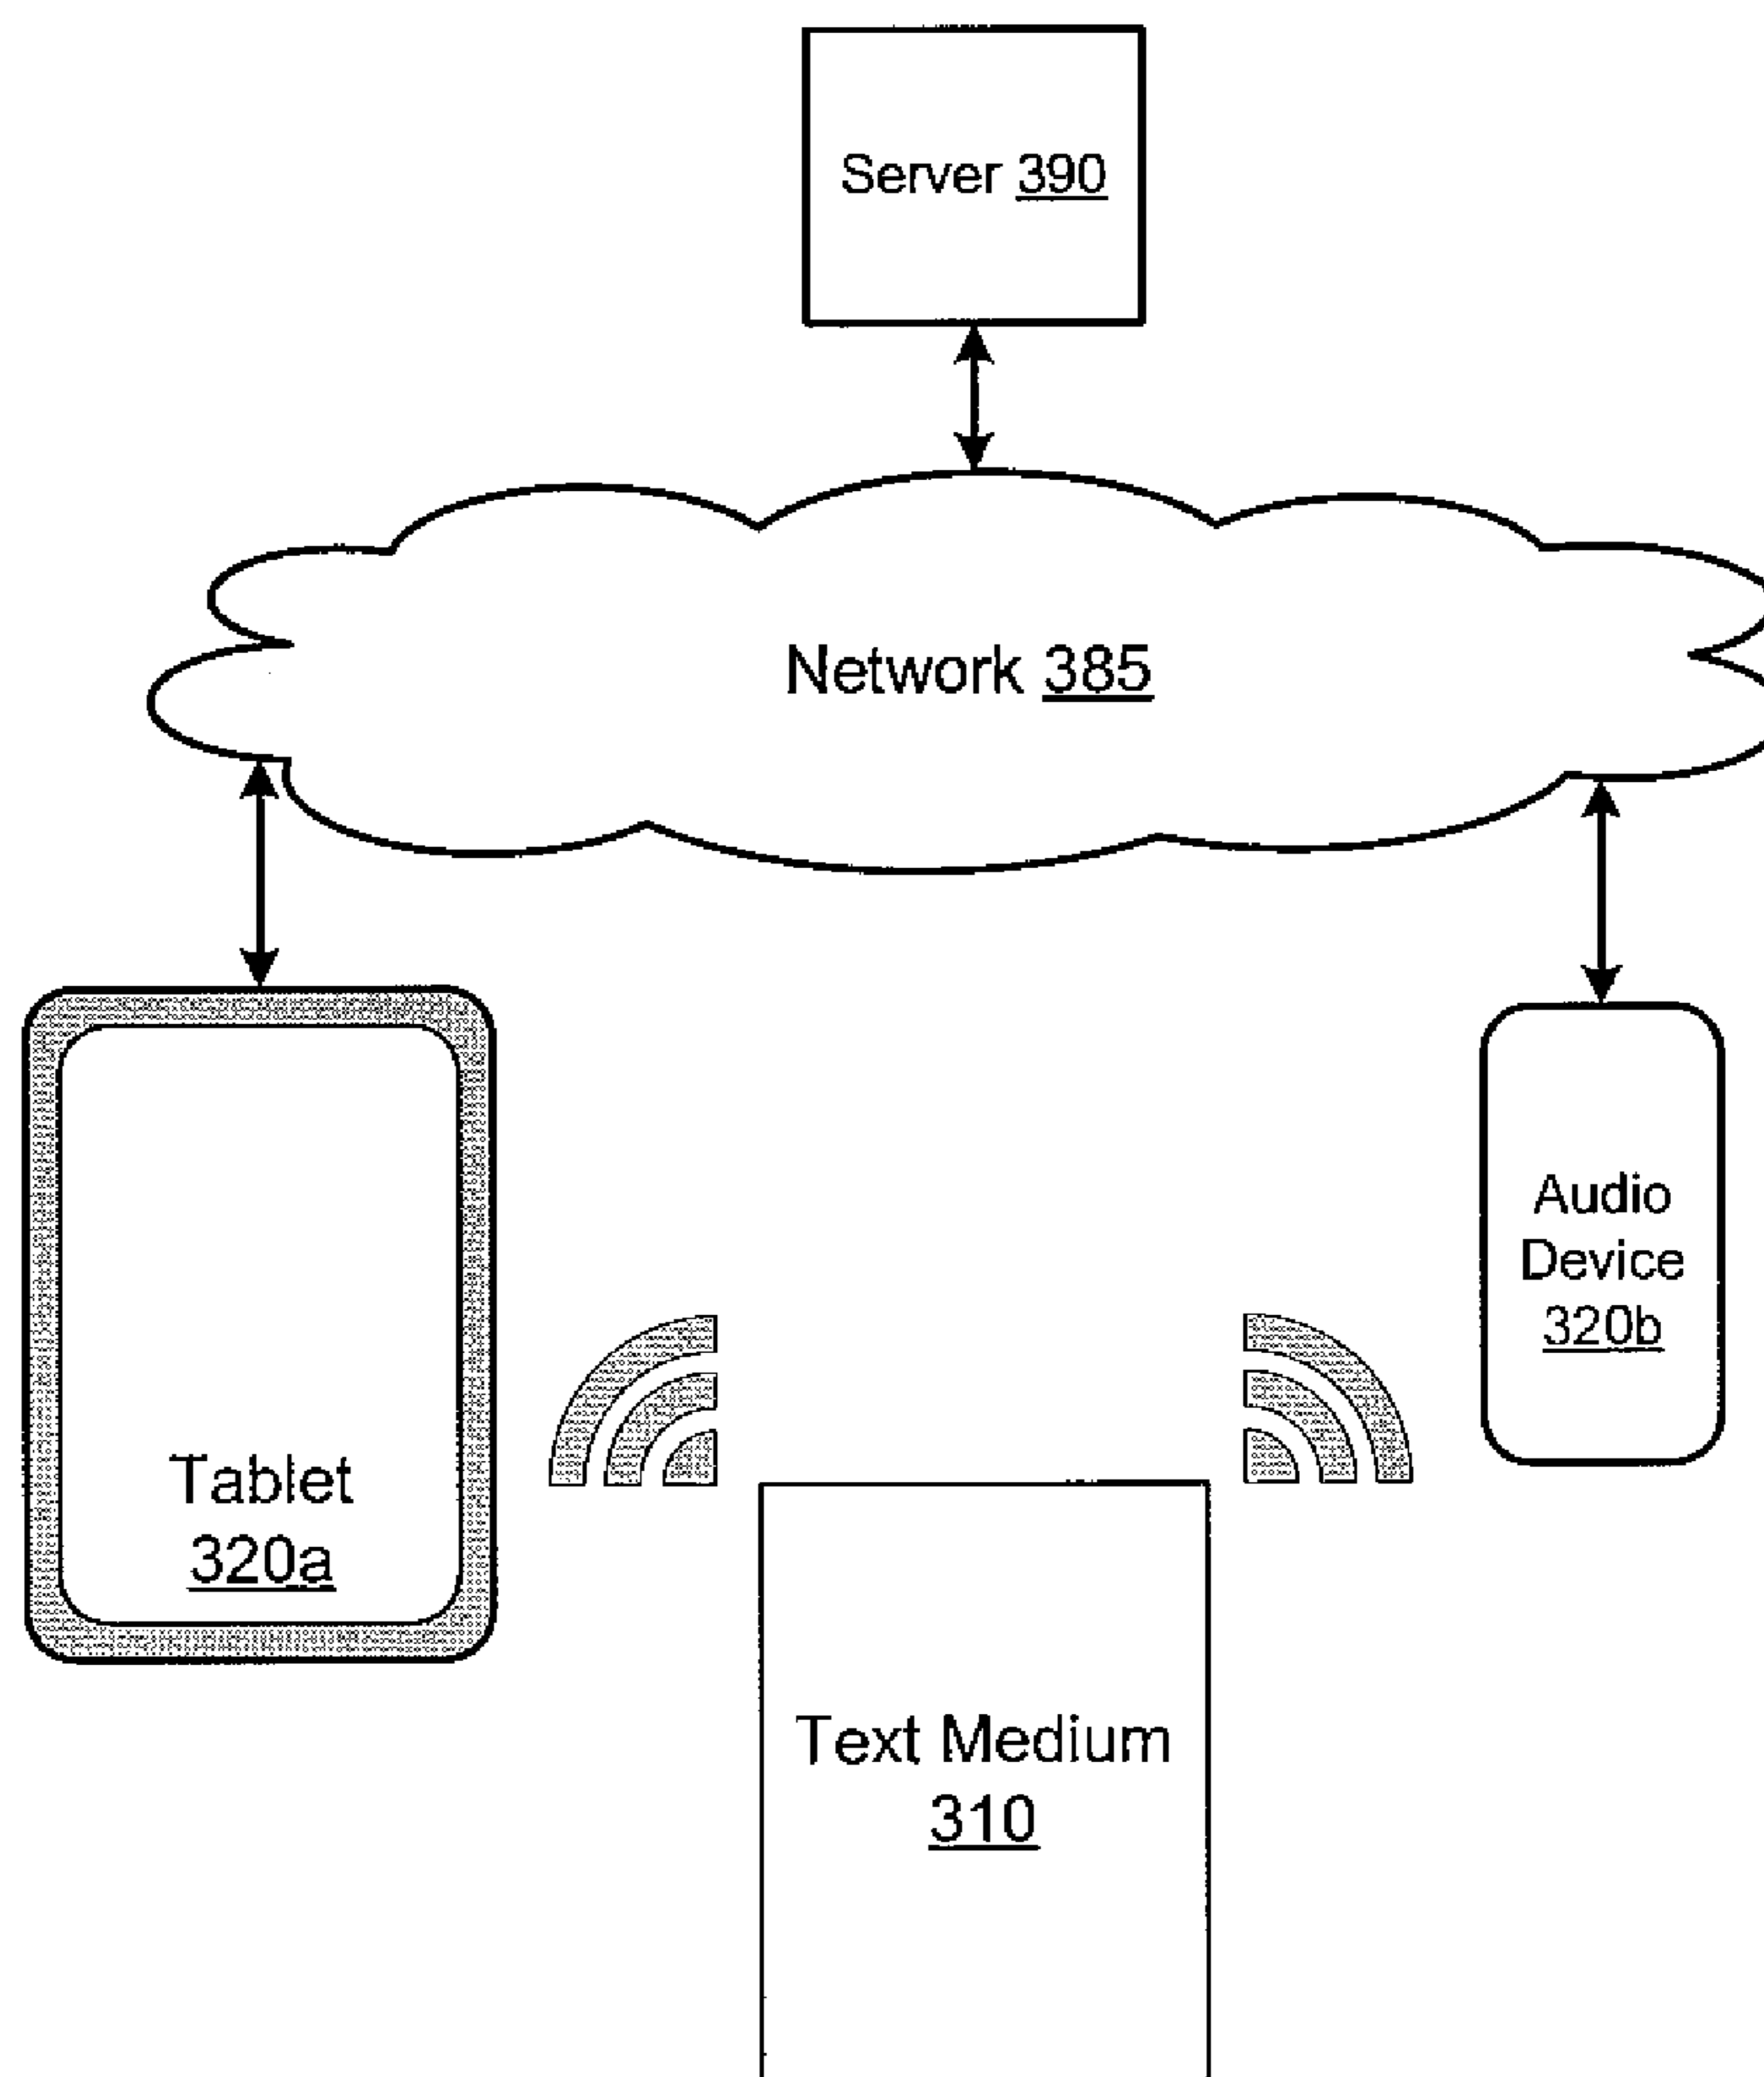 Server 390
Network 385
Tablet
320a
Audio
Device
320b
Text Medium
310